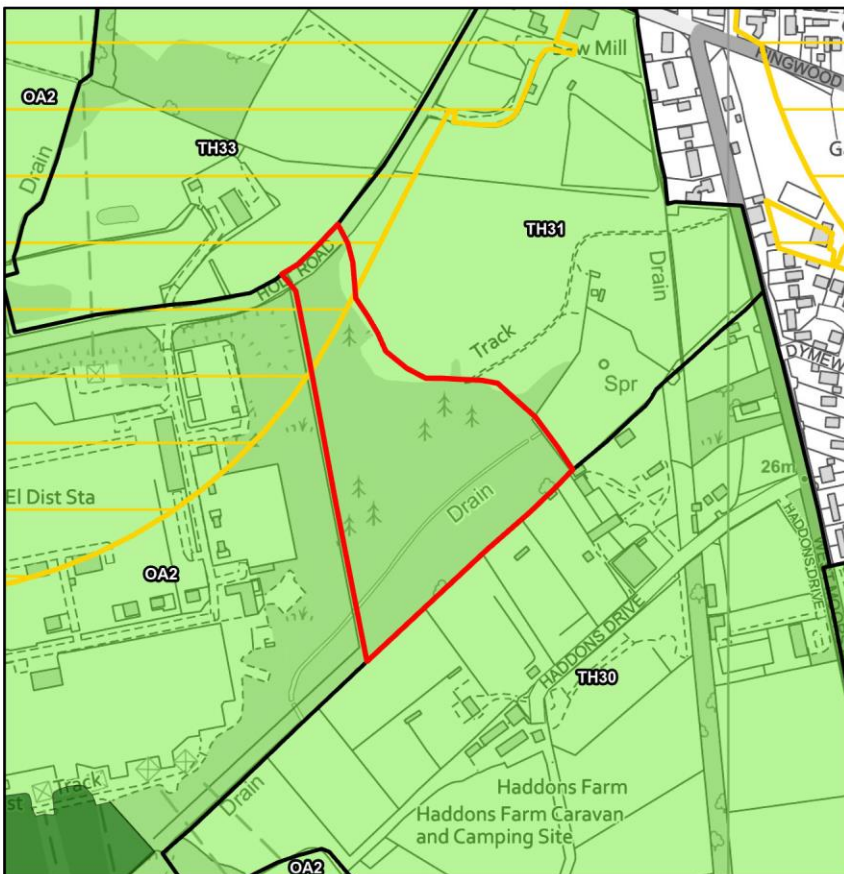 OA2
TH33
Drain
HOLT ROAD
Mill
TH31
Drain
Track
Spr
26m
El Dist Sta
OA2
Drain
HADDONS DRIVE
HADDONS DRIVE
TH30
Track
Drain
Haddons Farm
Haddons Farm Caravan
and Camping Site
OA2